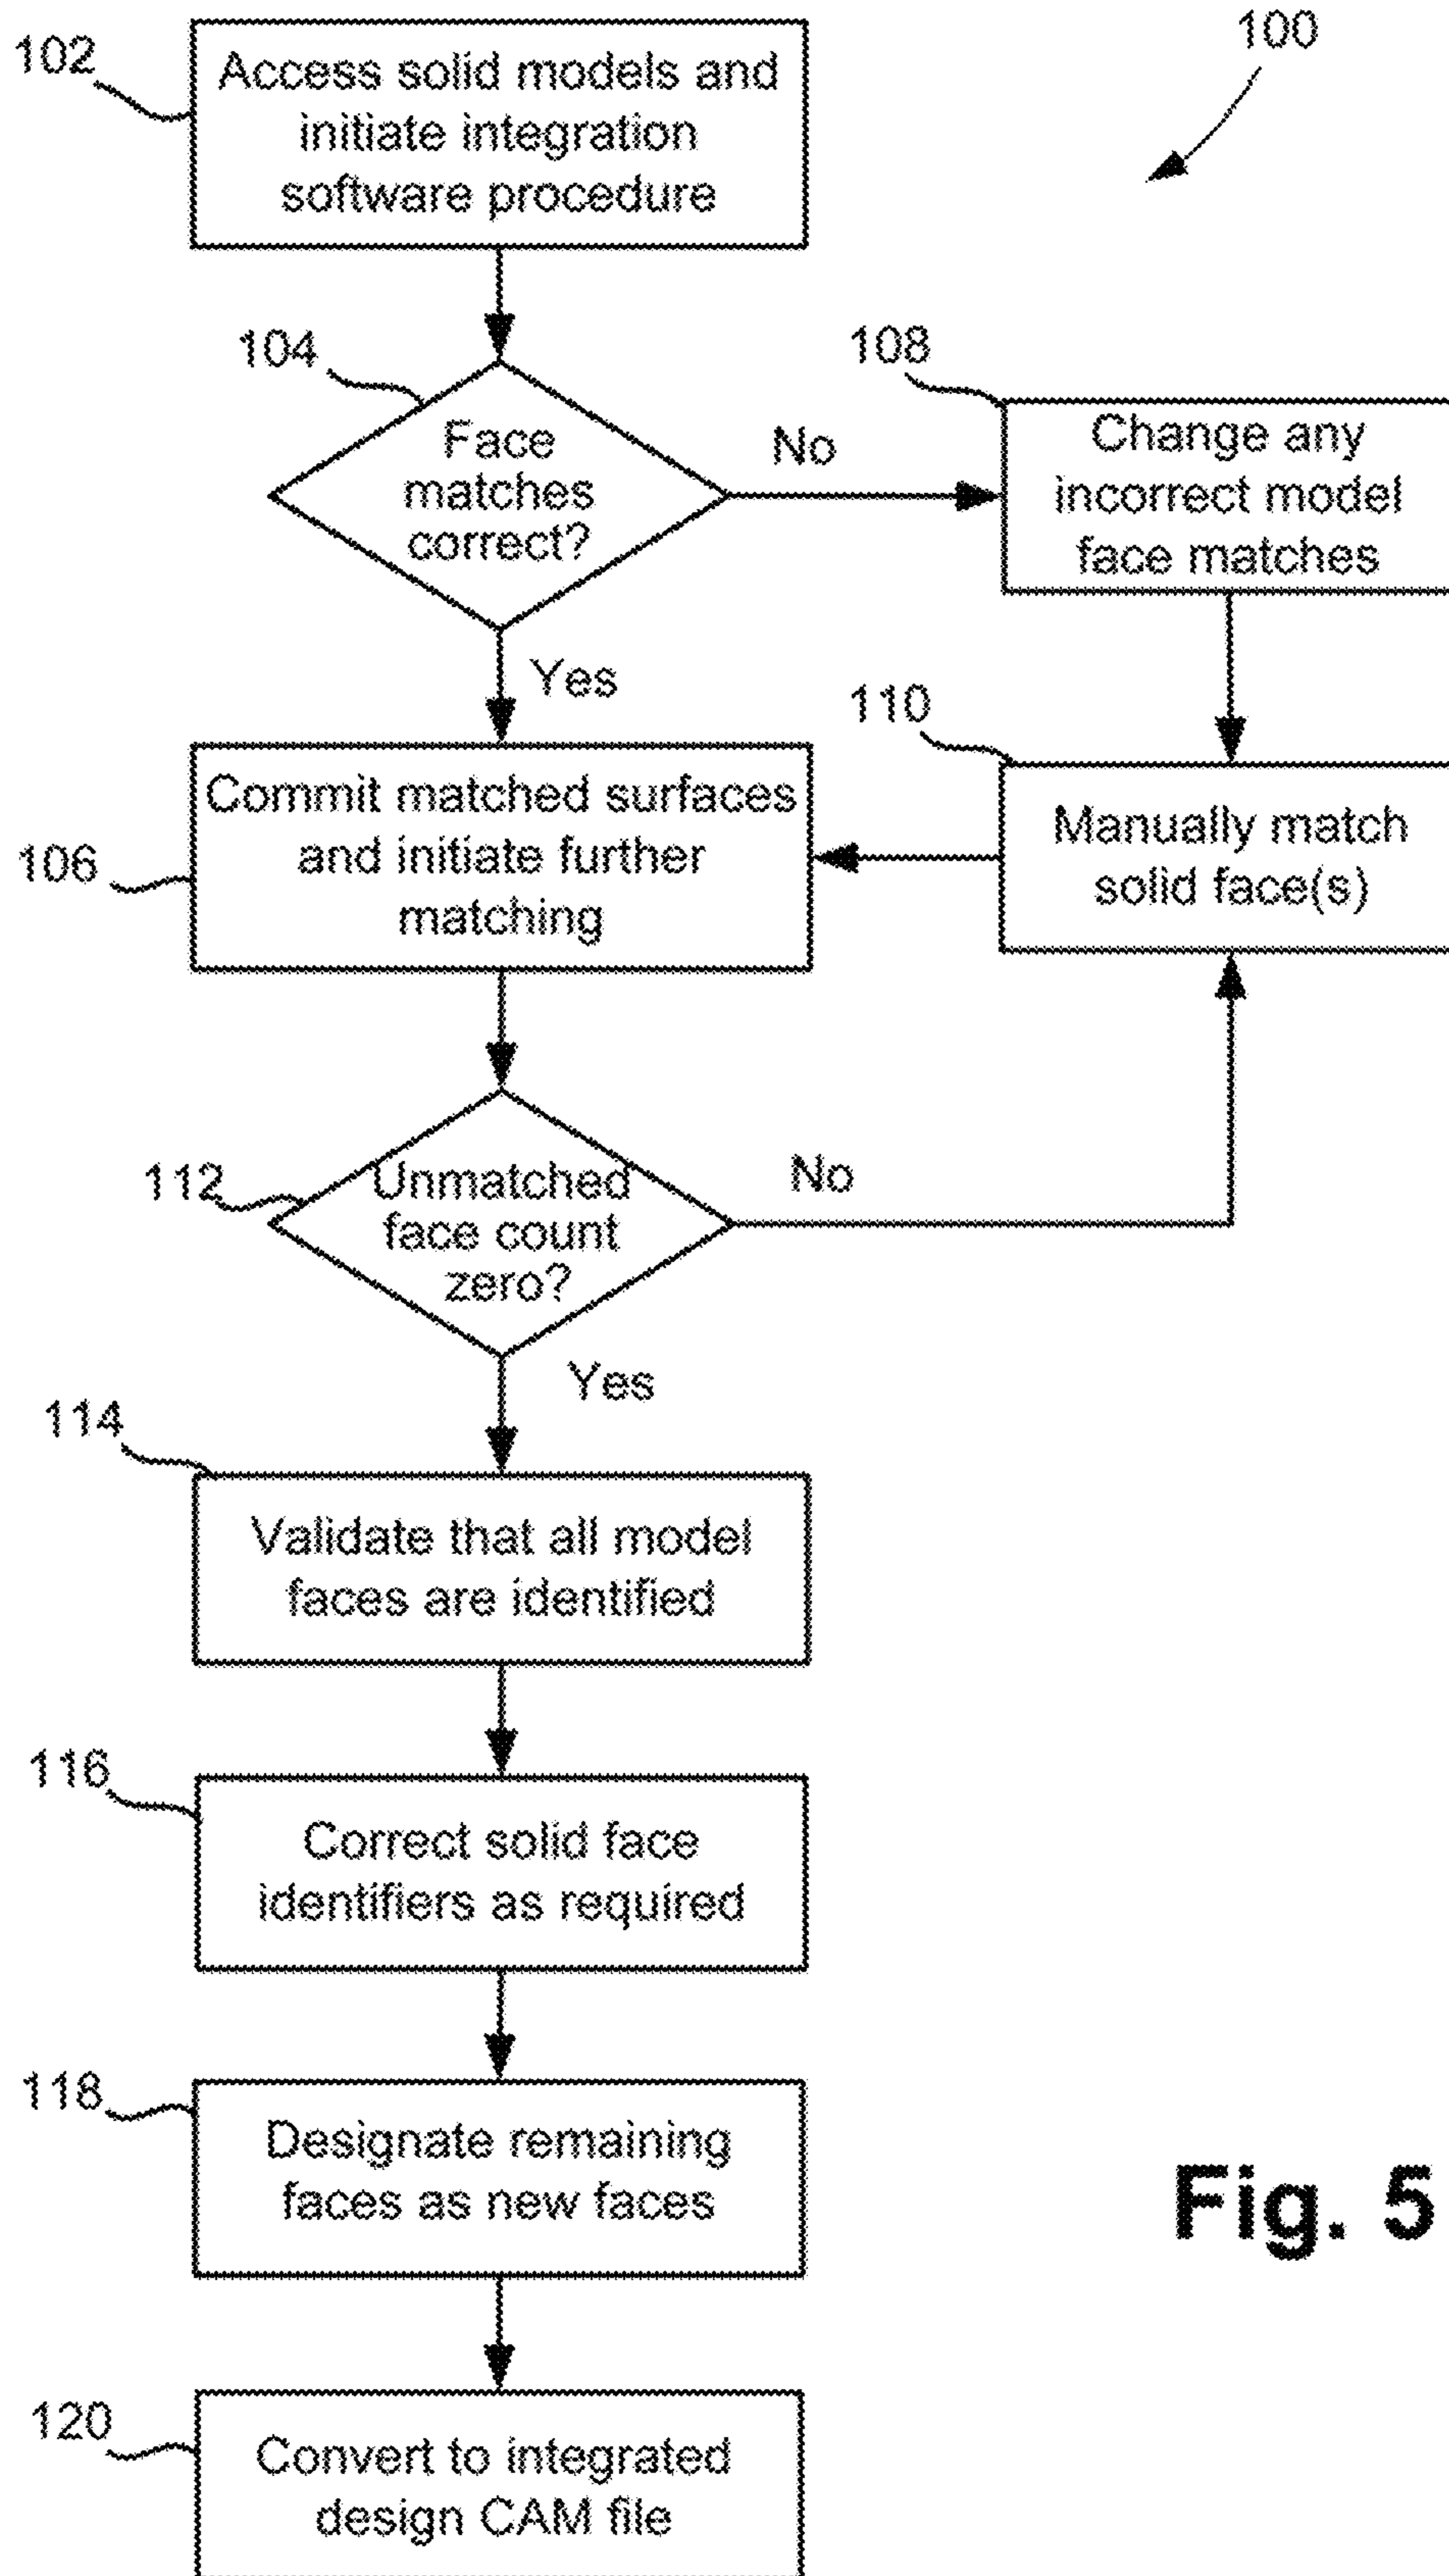 100
102
Access solid models and
initiate integration
software procedure
104
Face
matches
correct?
No
108
Change any
incorrect model
face matches
Yes
110
Manually match
solid face(s)
106
Commit matched surfaces
and initiate further
matching
112
Unmatched
face count
zero?
No
Yes
114
Validate that all model
faces are identified
116
Correct solid face
identifiers as required
118
Designate remaining
faces as new faces
120
Convert to integrated
design CAM file
Fig. 5